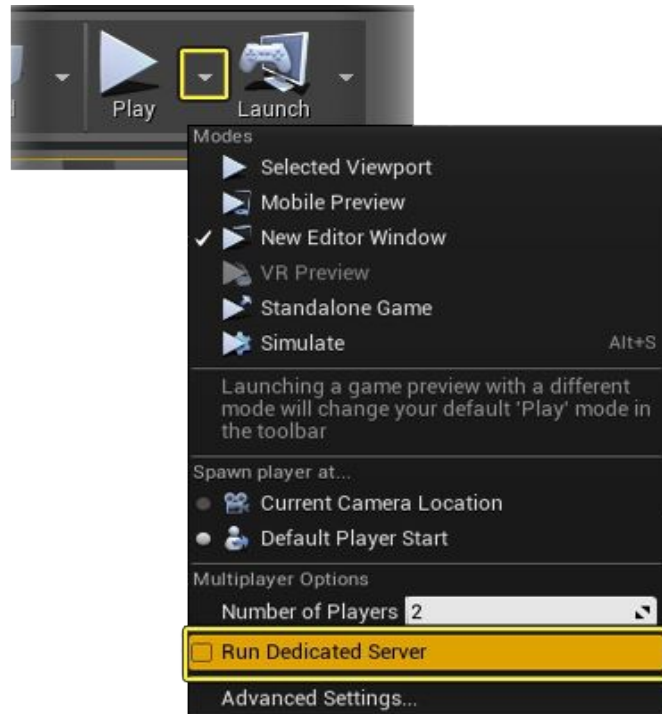 Play
Launch
Modes
Selected Viewport
Mobile Preview
New Editor Window
VR Preview
Standalone Game
Simulate Alt+S
Launching a game preview with a different
mode will change your default 'Play' mode in
the toolbar
Spawn player at...
Current Camera Location
Default Player Start
Multiplayer Options
Number of Players 2
Run Dedicated Server
Advanced Settings...